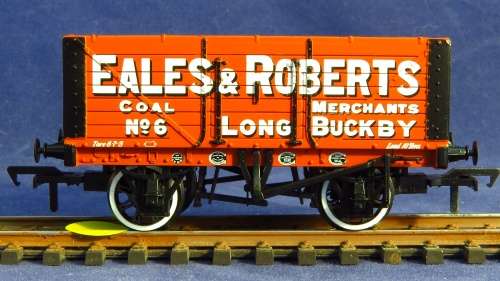 EALES & ROBERTS
COAL MERCHANTS
No 6 LONG BUCKBY